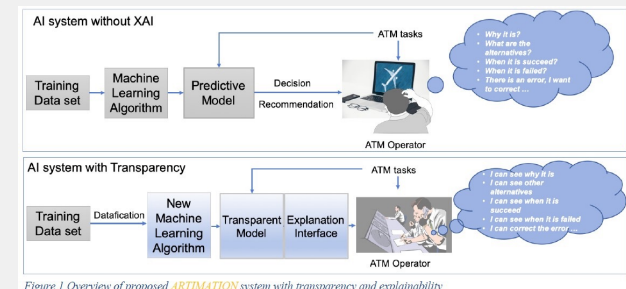 AI system without XAI
ATM tasks
• Why it is?
• What are the
alternatives?
• When it is succeed?
• When it is failed?
• There is an error, I want
to correct ...
Training
Data set
Machine
Learning
Algorithm
Predictive
Model
Decision
Recommendation
ATM Operator
AI system with Transparency
ATM tasks
• I can see why it is
• I can see other
alternatives
• I can see when it is
succeed
• I can see when it is failed
• I can correct the error ...
Training
Data set
Datafication
New
Machine
Learning
Algorithm
Transparent
Model
Explanation
Interface
ATM Operator
Figure 1 Overview of proposed ARTIMATION system with transparency and explainability